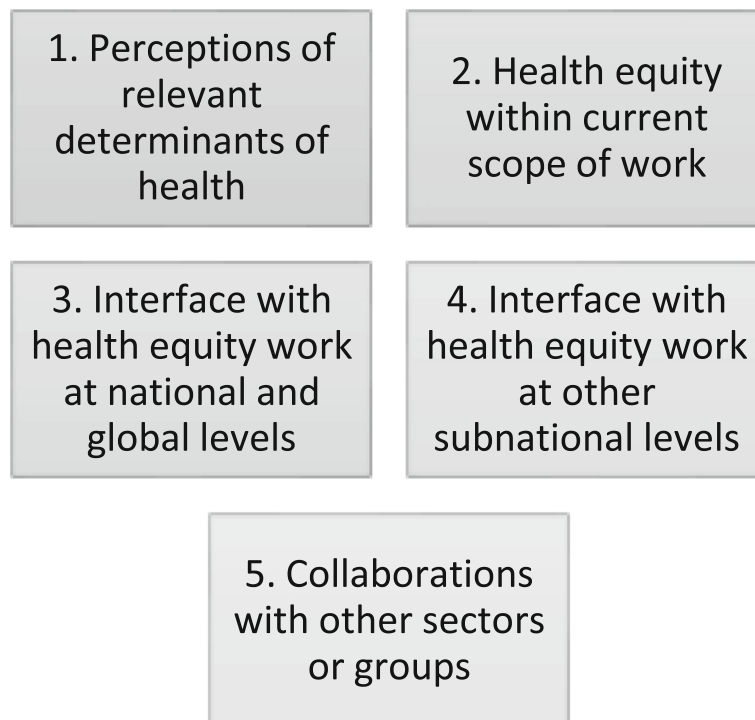 1. Perceptions of
relevant
determinants of
health
2. Health equity
within current
scope of work
3. Interface with
health equity work
at national and
global levels
4. Interface with
health equity work
at other
subnational levels
5. Collaborations
with other sectors
or groups